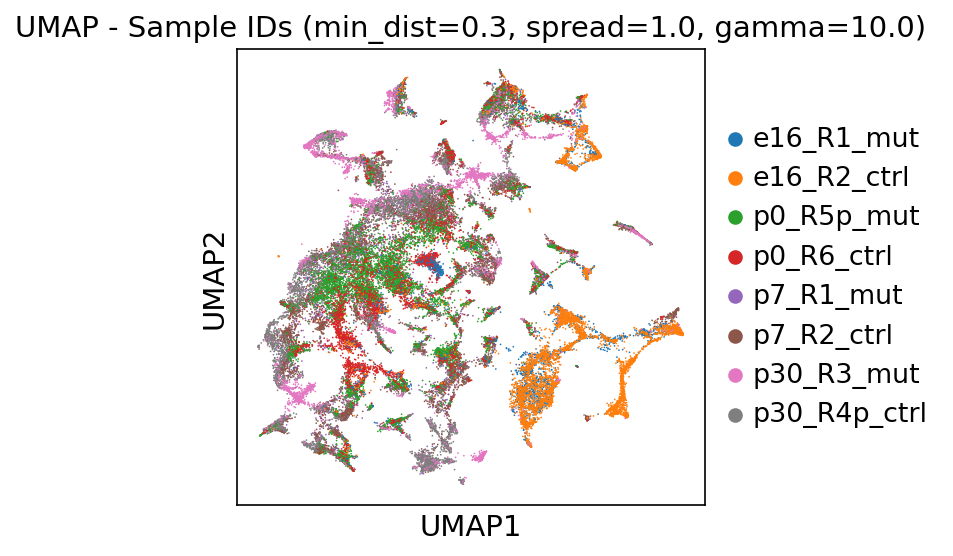 UMAP - Sample IDs (min_dist=0.3, spread=1.0, gamma=10.0)
UMAP2
UMAP1
e16_R1_mut
e16_R2_ctrl
p0_R5p_mut
p0_R6_ctrl
p7_R1_mut
p7_R2_ctrl
p30_R3_mut
p30_R4p_ctrl